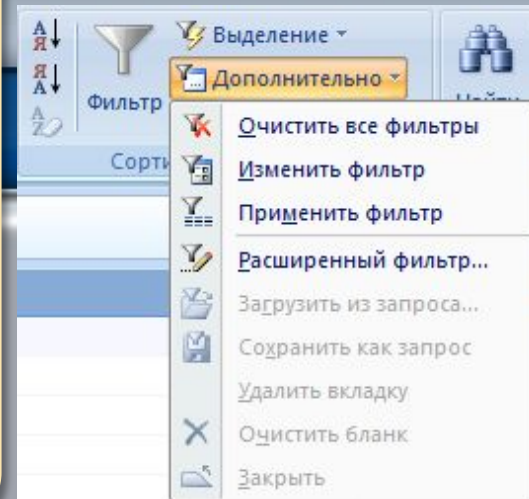 Выделение
Дополнительно
Фильтр
Очистить все фильтры
Изменить фильтр
Применить фильтр
Расширенный фильтр...
Загрузить из запроса...
Сохранить как запрос
Удалить вкладку
Очистить бланк
Закрыть